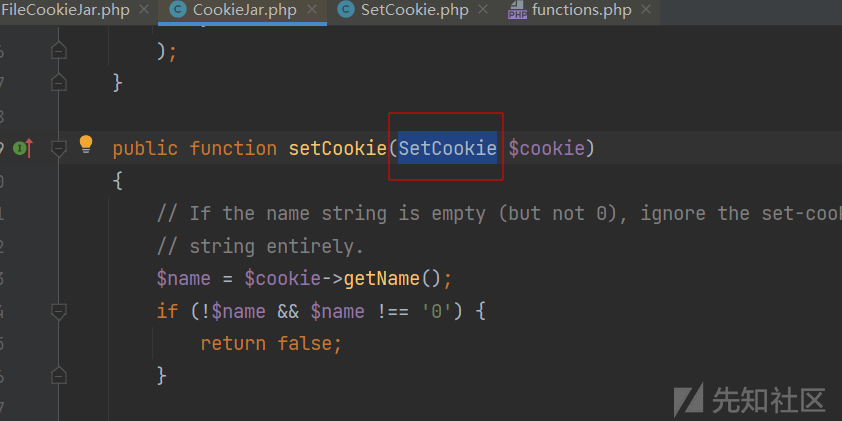 FileCookieJar.php × CookieJar.php × SetCookie.php × functions.php ×
);
}
public function setCookie(SetCookie $cookie)
{
// If the name string is empty (but not 0), ignore the set-coo
// string entirely.
$name = $cookie->getName();
if (!$name && $name !== '0') {
return false;
}
先知社区